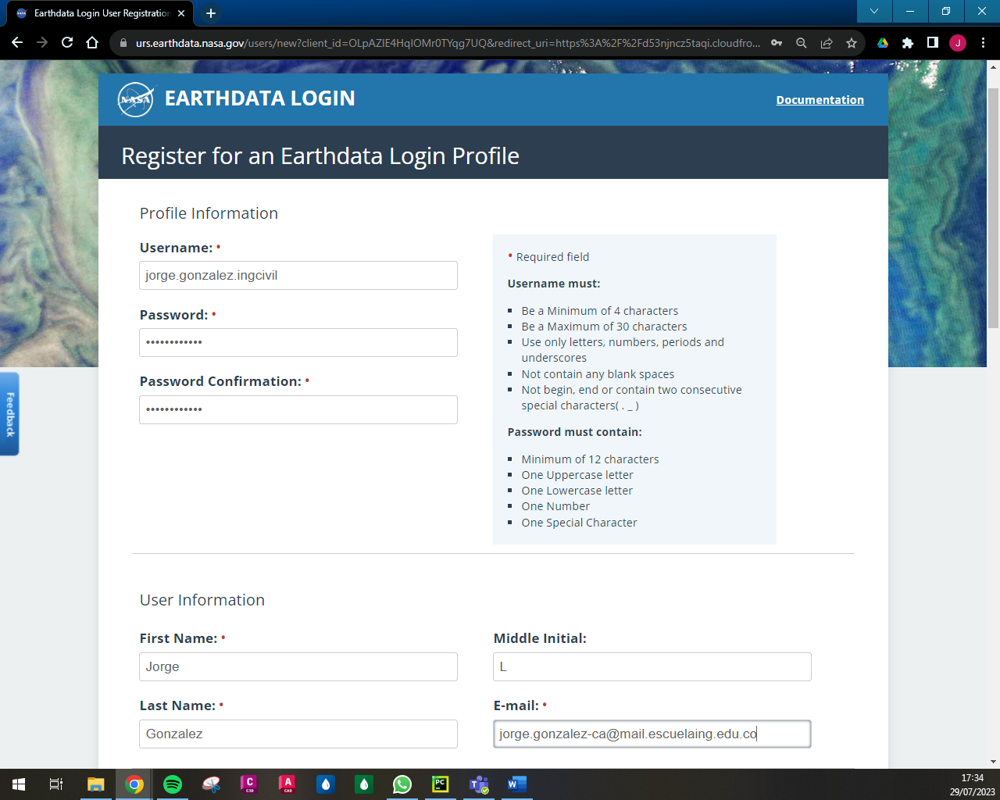 Earthdata Login User Registration
urs.earthdata.nasa.gov/users/new?client_id=OLpAZlE4HqIOMr0TYqg7UQ&redirect_uri=https%3A%2F%2Fd53njncz5taqi.cloudfro...
J
NASA
EARTHDATA LOGIN
Documentation
Register for an Earthdata Login Profile
Profile Information
Username: •
jorge.gonzalez.ingcivil
Password: •
••••••••••••
Password Confirmation: •
••••••••••••
• Required field
Username must:
Be a Minimum of 4 characters
Be a Maximum of 30 characters
Use only letters, numbers, periods and
underscores
Not contain any blank spaces
Not begin, end or contain two consecutive
special characters( . _ )
Password must contain:
Minimum of 12 characters
One Uppercase letter
One Lowercase letter
One Number
One Special Character
Feedback
User Information
First Name: •
Jorge
Middle Initial:
L
Last Name: •
Gonzalez
E-mail: •
jorge.gonzalez-ca@mail.escuelaing.edu.co
C
C3D
A
CAD
PC
T
W
17:34
29/07/2023